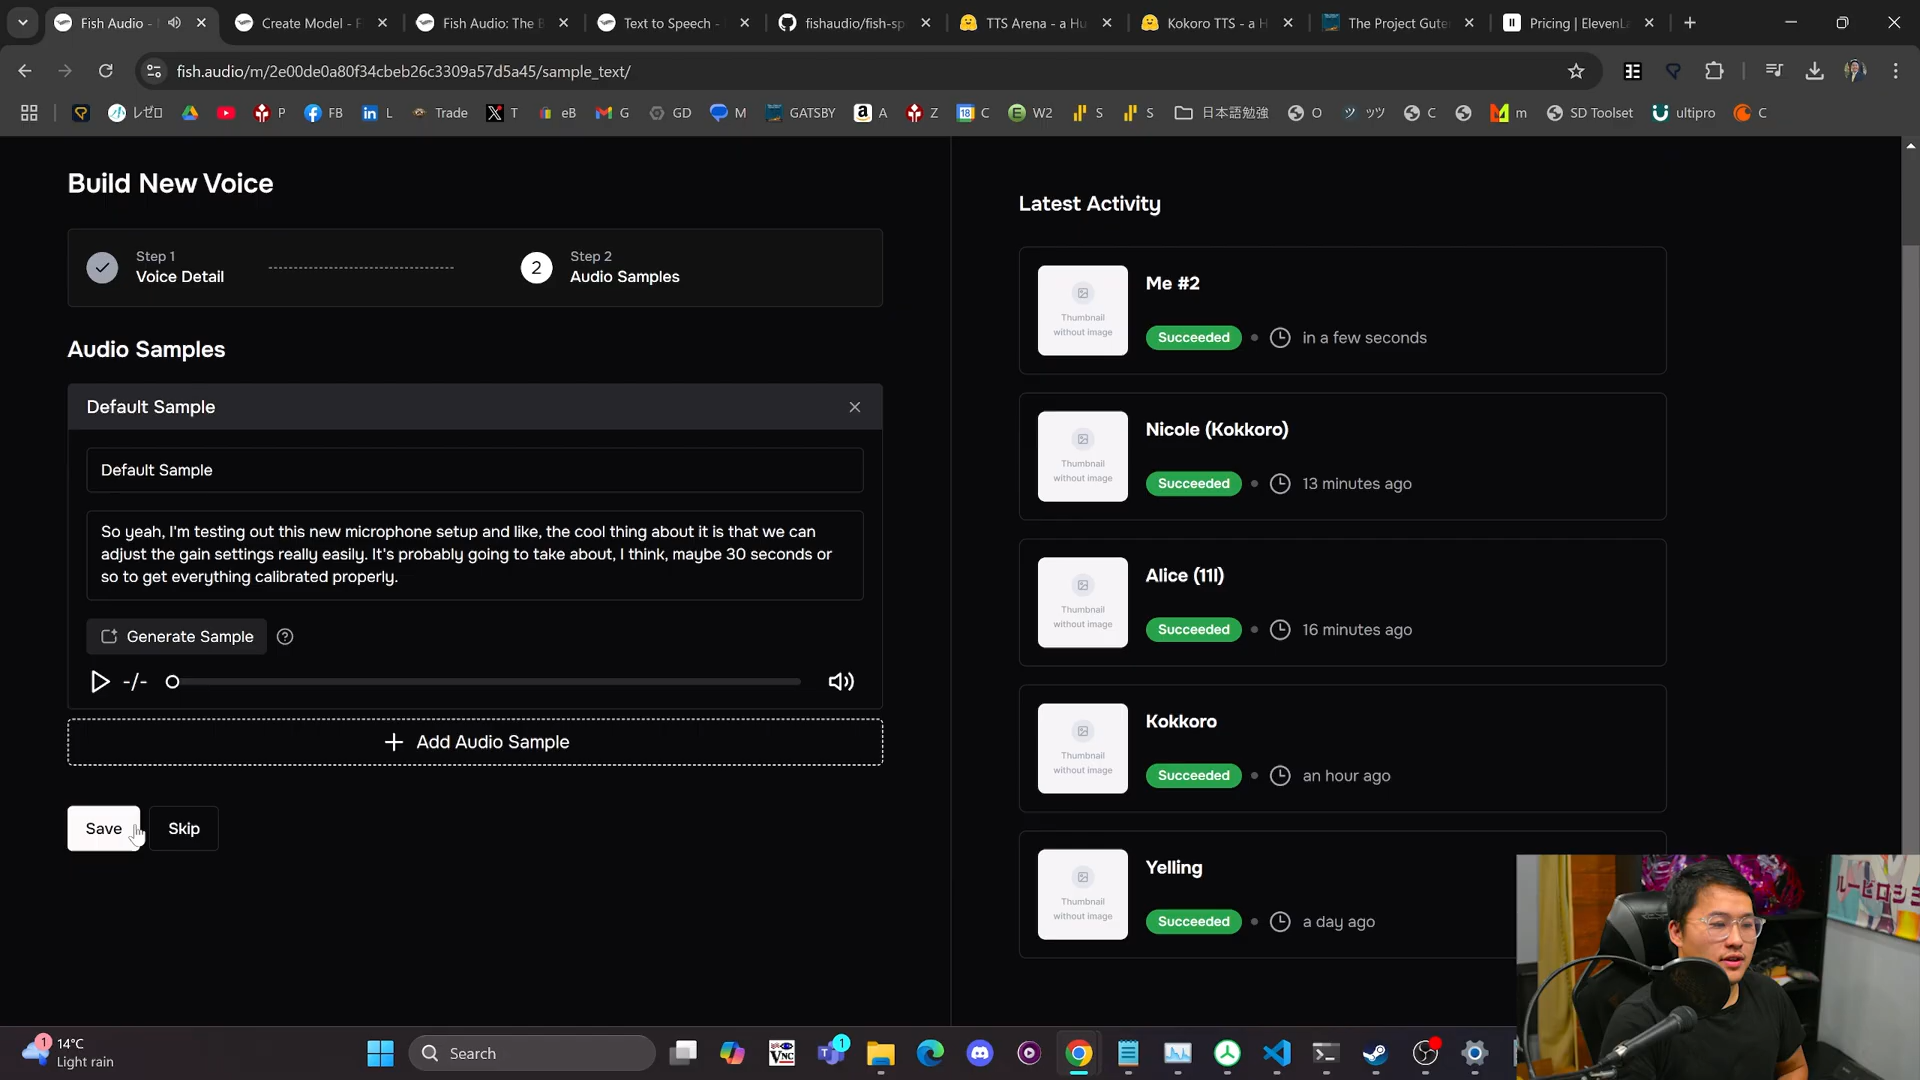 Fish Audio -
Create Model - F
Fish Audio: The B
Text to Speech -
fishaudio/fish-sp
TTS Arena - a Hu
Kokoro TTS - a H
The Project Gute
Pricing | ElevenLa
fish.audio/m/2e00de0a80f34cbeb26c3309a57d5a45/sample_text/
レゼロ
P
FB
L
Trade
T
eB
G
GD
M
GATSBY
A
Z
C
W2
S
S
日本語勉強
O
ッツ
C
m
SD Toolset
ultipro
C
Build New Voice
Step 1
Voice Detail
2
Step 2
Audio Samples
Audio Samples
Default Sample
Default Sample
So yeah, I'm testing out this new microphone setup and like, the cool thing about it is that we can
adjust the gain settings really easily. It's probably going to take about, I think, maybe 30 seconds or
so to get everything calibrated properly.
Generate Sample
-/-
Add Audio Sample
Save
Skip
Latest Activity
Thumbnail
without image
Me #2
Succeeded
in a few seconds
Thumbnail
without image
Nicole (Kokkoro)
Succeeded
13 minutes ago
Thumbnail
without image
Alice (11l)
Succeeded
16 minutes ago
Thumbnail
without image
Kokkoro
Succeeded
an hour ago
Thumbnail
without image
Yelling
Succeeded
a day ago
1
14°C
Light rain
Search
VNC
1